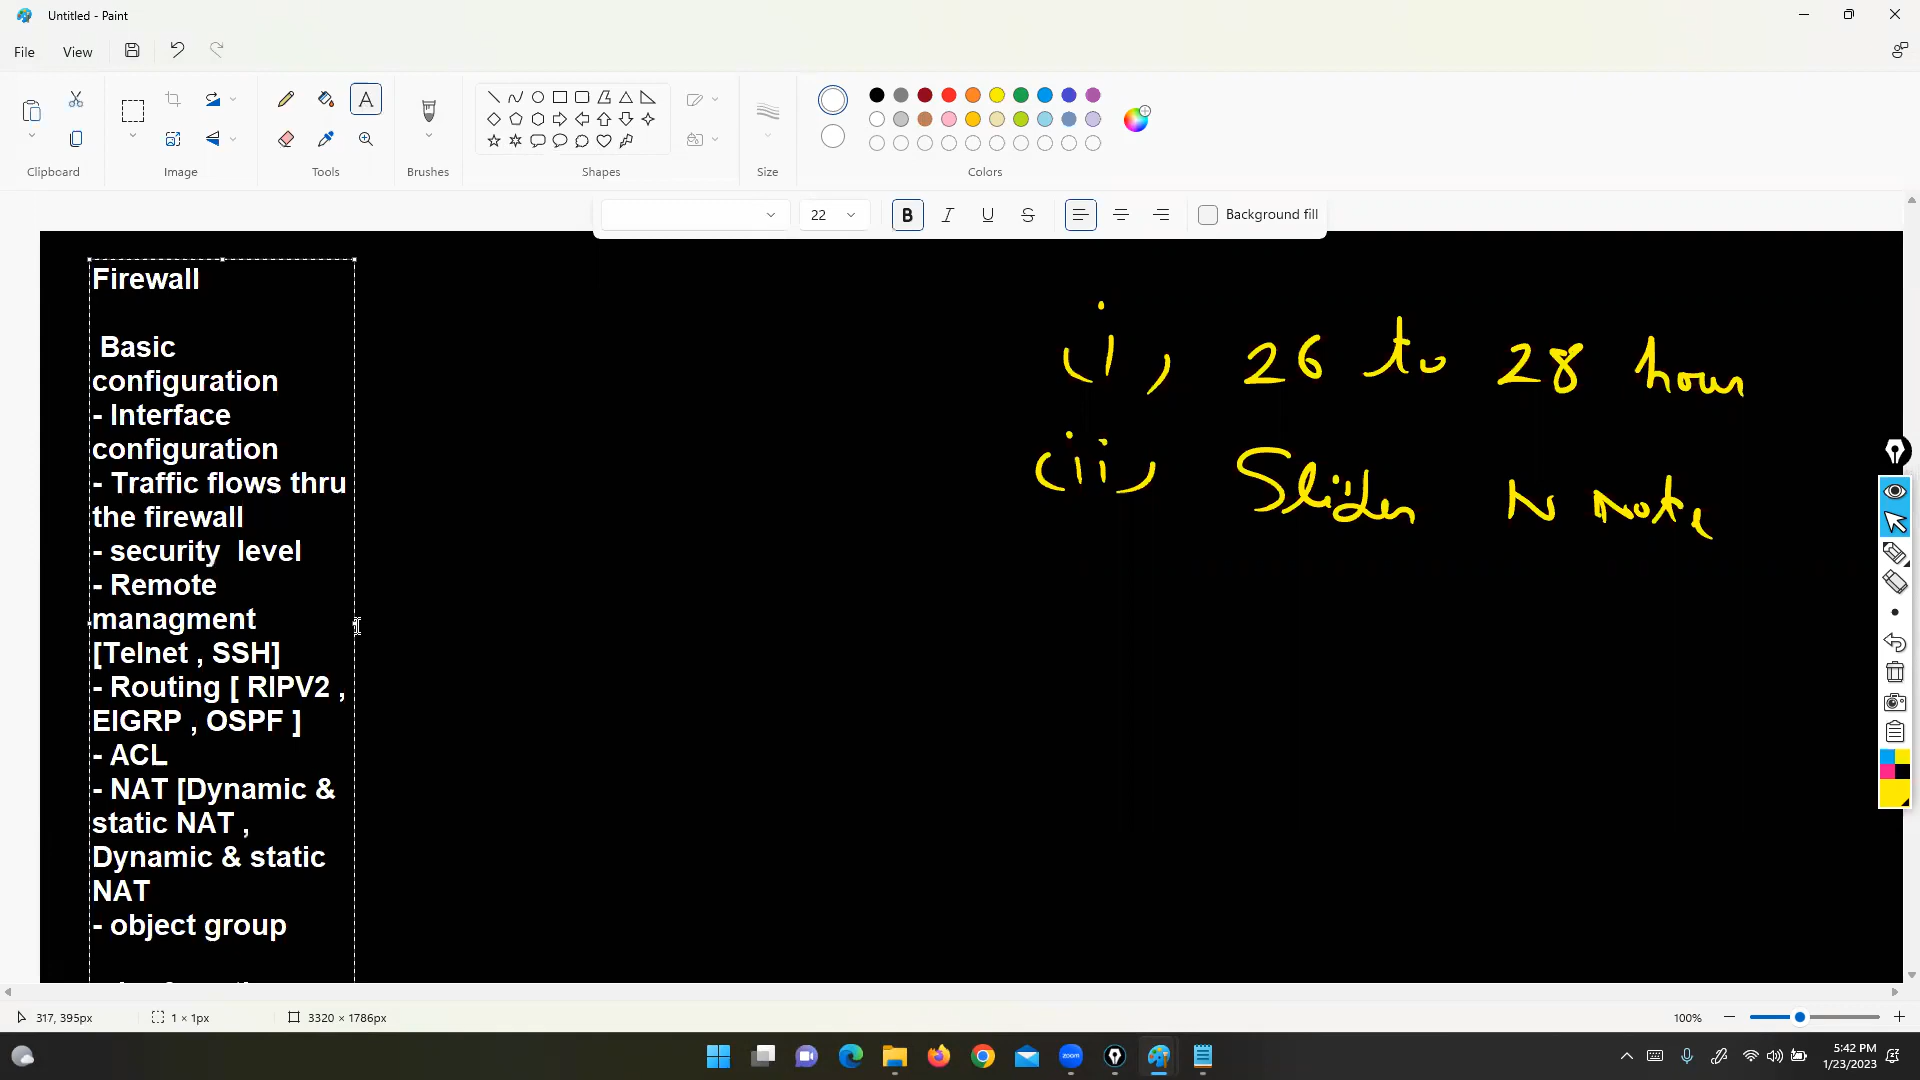 Untitled - Paint
File
View
Clipboard
Image
Tools
Brushes
Shapes
Size
Colors
22
B
I
U
S
Background fill
Firewall
Basic
configuration
- Interface
configuration
- Traffic flows thru
the firewall
- security level
- Remote
managment
[Telnet , SSH]
- Routing [ RIPV2 ,
EIGRP , OSPF ]
- ACL
- NAT [Dynamic &
static NAT ,
Dynamic & static
NAT
- object group
(i) 26 to 28 hour
(ii) N Note
317, 395px
1 × 1px
3320 × 1786px
100%
zoom
5:42 PM
1/23/2023